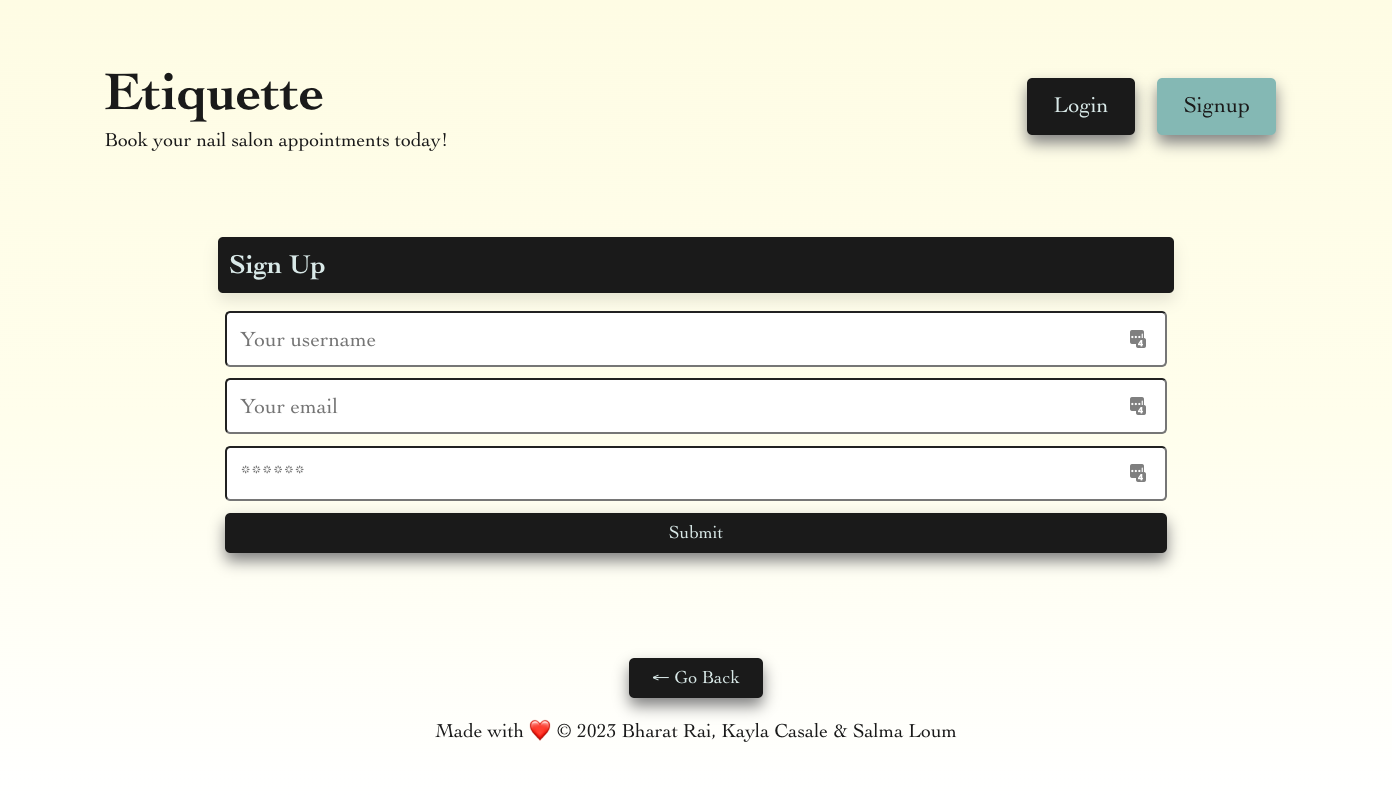 Etiquette
Book your nail salon appointments today!
Login
Signup
Sign Up
Your username
Your email
******
Submit
← Go Back
Made with ❤️ © 2023 Bharat Rai, Kayla Casale & Salma Loum